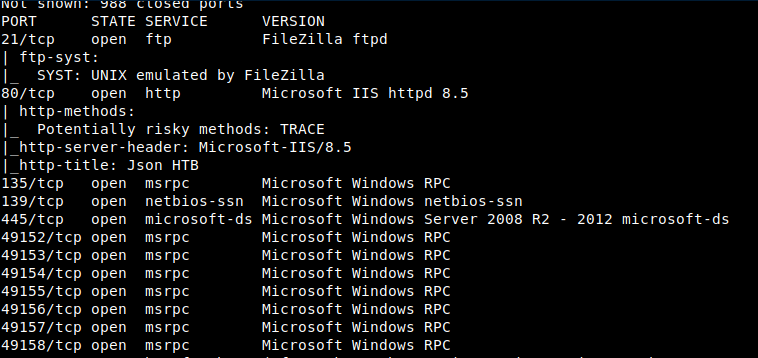 Not shown: 988 closed ports
PORT      STATE SERVICE      VERSION
21/tcp    open  ftp          FileZilla ftpd
| ftp-syst:
|_  SYST: UNIX emulated by FileZilla
80/tcp    open  http         Microsoft IIS httpd 8.5
| http-methods:
|_  Potentially risky methods: TRACE
|_http-server-header: Microsoft-IIS/8.5
|_http-title: Json HTB
135/tcp   open  msrpc        Microsoft Windows RPC
139/tcp   open  netbios-ssn  Microsoft Windows netbios-ssn
445/tcp   open  microsoft-ds Microsoft Windows Server 2008 R2 - 2012 microsoft-ds
49152/tcp open  msrpc        Microsoft Windows RPC
49153/tcp open  msrpc        Microsoft Windows RPC
49154/tcp open  msrpc        Microsoft Windows RPC
49155/tcp open  msrpc        Microsoft Windows RPC
49156/tcp open  msrpc        Microsoft Windows RPC
49157/tcp open  msrpc        Microsoft Windows RPC
49158/tcp open  msrpc        Microsoft Windows RPC